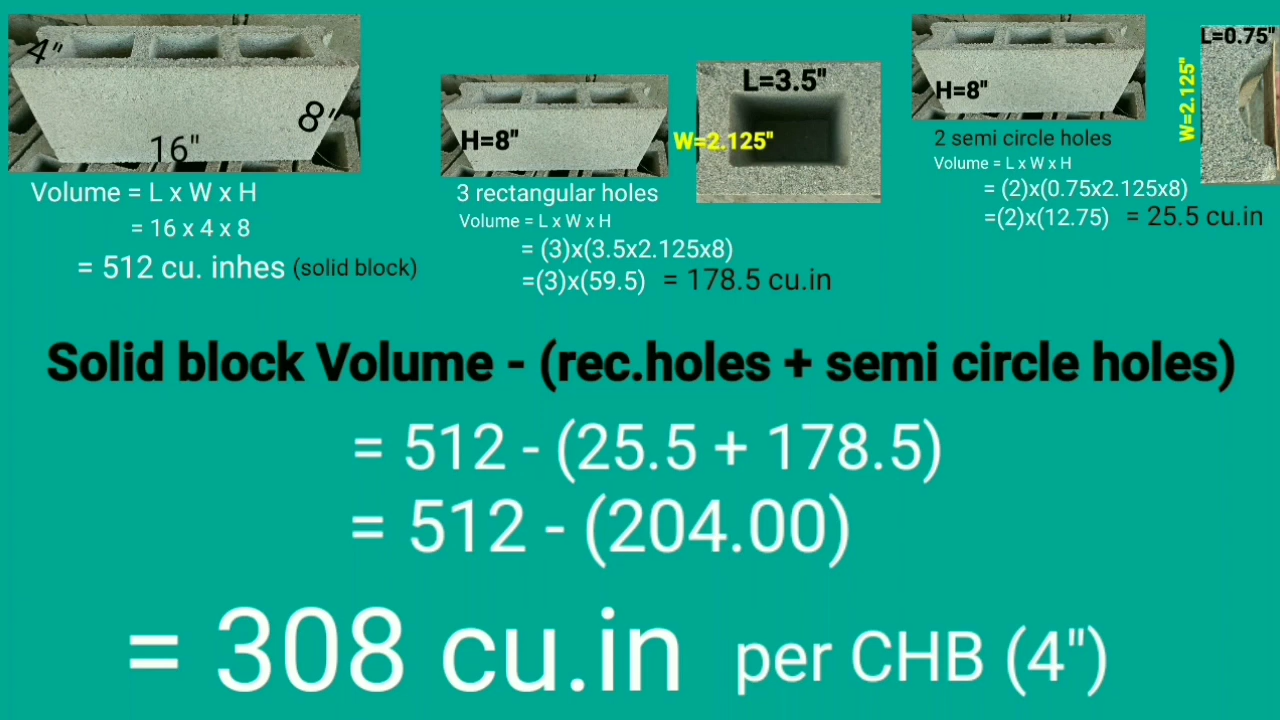 4"
8"
16"
Volume = L x W x H
= 16 x 4 x 8
= 512 cu. inhes (solid block)
H=8"
L=3.5"
W=2.125"
3 rectangular holes
Volume = L x W x H
= (3)x(3.5x2.125x8)
=(3)x(59.5) = 178.5 cu.in
H=8"
L=0.75"
W=2.125"
2 semi circle holes
Volume = L x W x H
= (2)x(0.75x2.125x8)
=(2)x(12.75) = 25.5 cu.in
Solid block Volume - (rec.holes + semi circle holes)
= 512 - (25.5 + 178.5)
= 512 - (204.00)
= 308 cu.in per CHB (4")